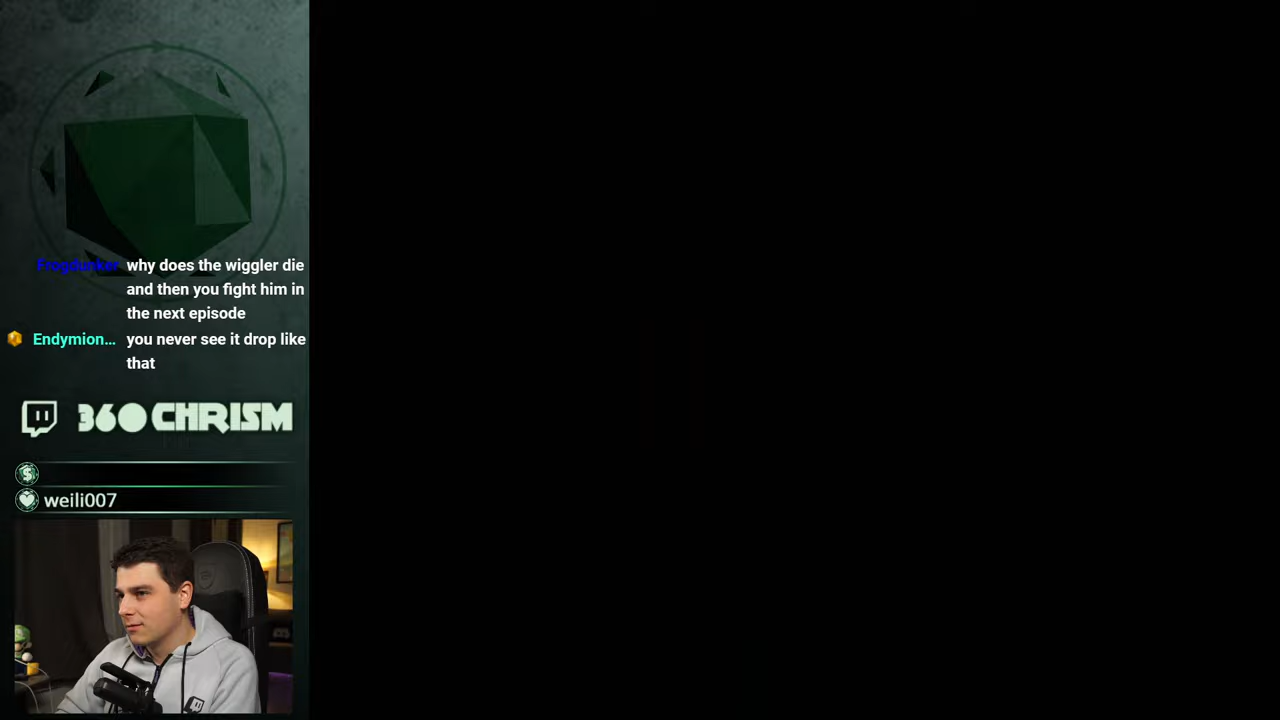 Frogdunker why does the wiggler die
and then you fight him in
the next episode
Endymion… you never see it drop like
that
360CHRISM
weili007